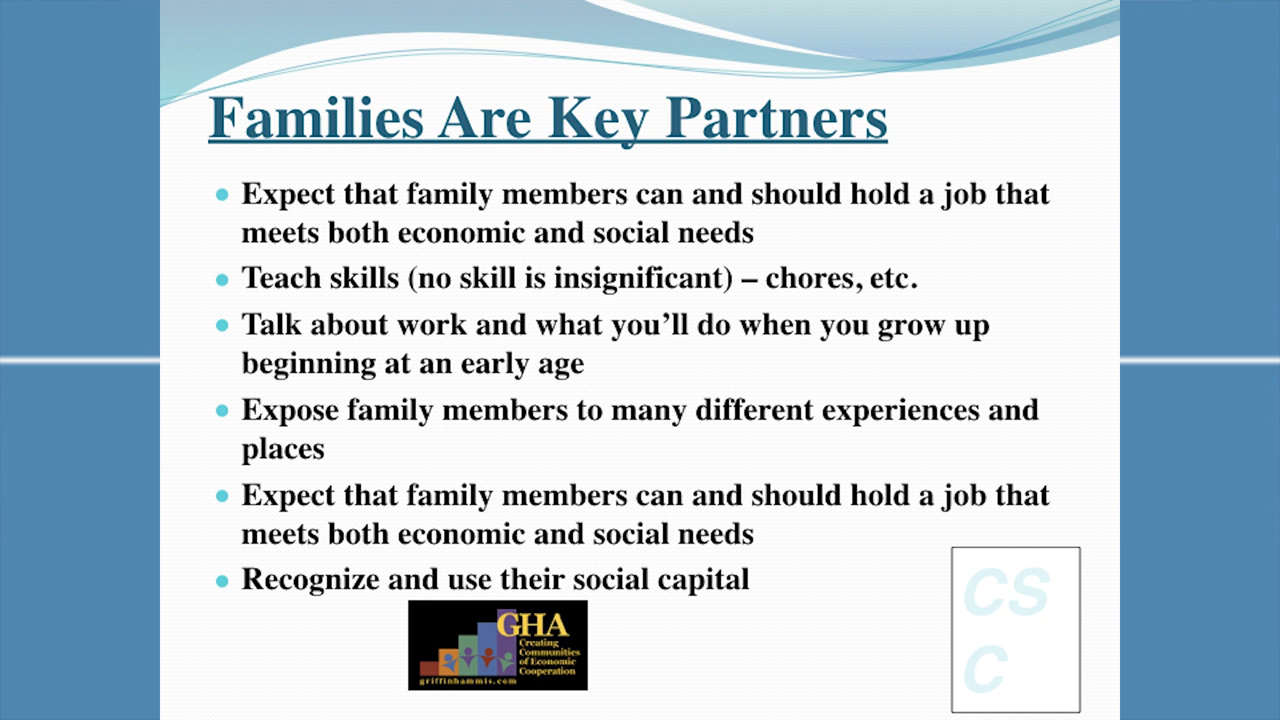 Families Are Key Partners
Expect that family members can and should hold a job that
meets both economic and social needs
Teach skills (no skill is insignificant) – chores, etc.
Talk about work and what you’ll do when you grow up
beginning at an early age
Expose family members to many different experiences and
places
Expect that family members can and should hold a job that
meets both economic and social needs
Recognize and use their social capital
GHA
Creating
Communities
of Economic
Cooperation
griffinhammis.com
CS
C